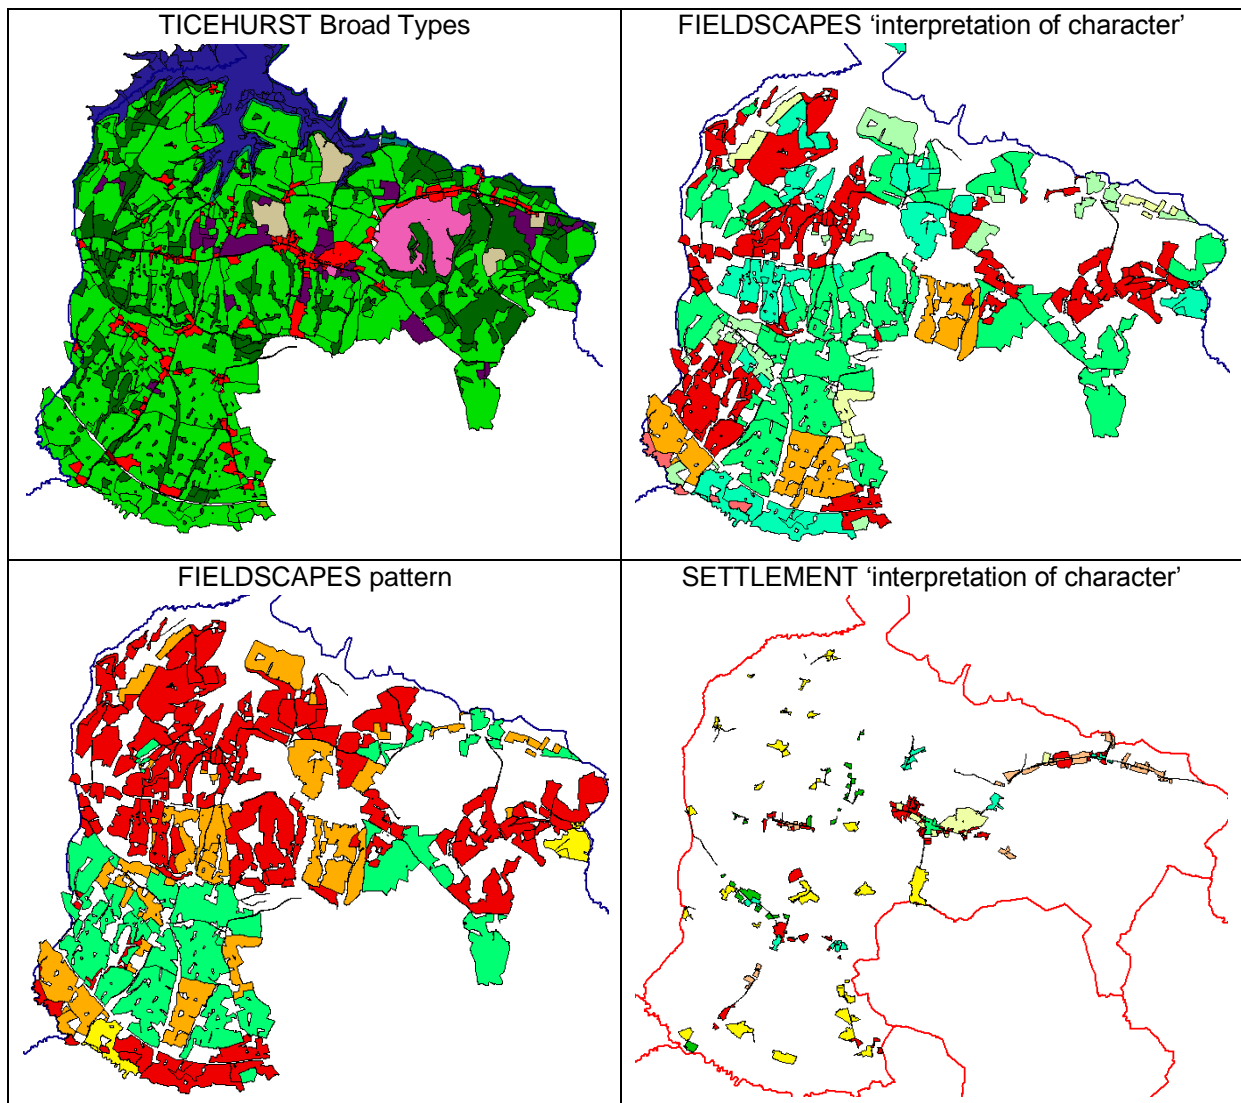 TICEHURST Broad Types
FIELDSCAPES ‘interpretation of character’
FIELDSCAPES pattern
SETTLEMENT ‘interpretation of character’